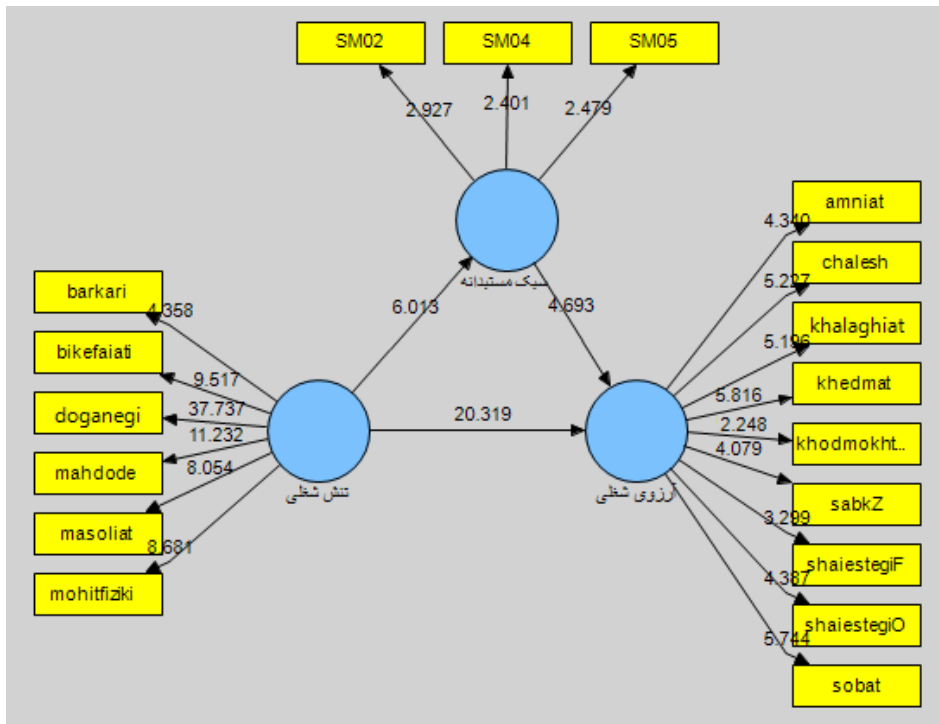 SM02
SM04
SM05
2.927
2.401
2.479
سبک مستبدانه
6.013
4.693
barkari
bikefaiati
doganegi
mahdode
masoliat
mohitfiziki
4.358
9.517
37.737
11.232
8.054
8.681
تنش شغلی
20.319
آرزوی شغلی
4.340
5.227
5.196
5.816
2.248
4.079
3.299
4.387
5.744
amniat
chalesh
khalaghiat
khedmat
khodmokht...
sabkZ
shaiestegiF
shaiestegiO
sobat